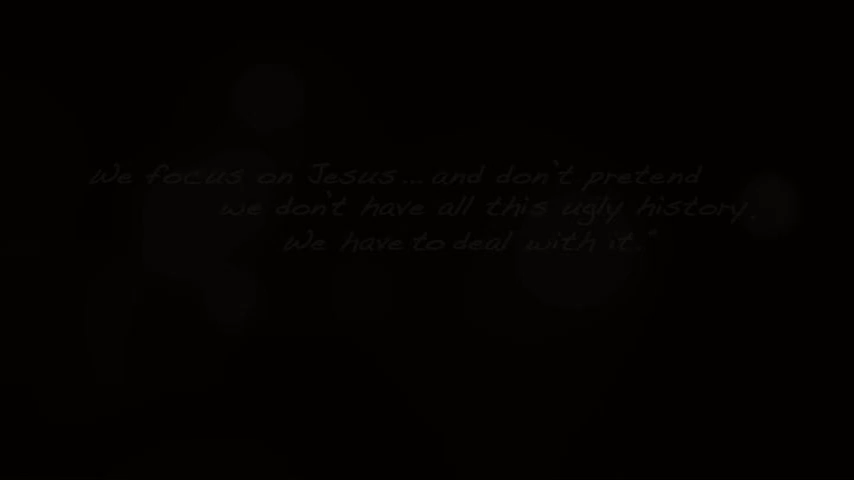 We focus on Jesus... and don't pretend
we don't have all this ugly history.
We have to deal with it."